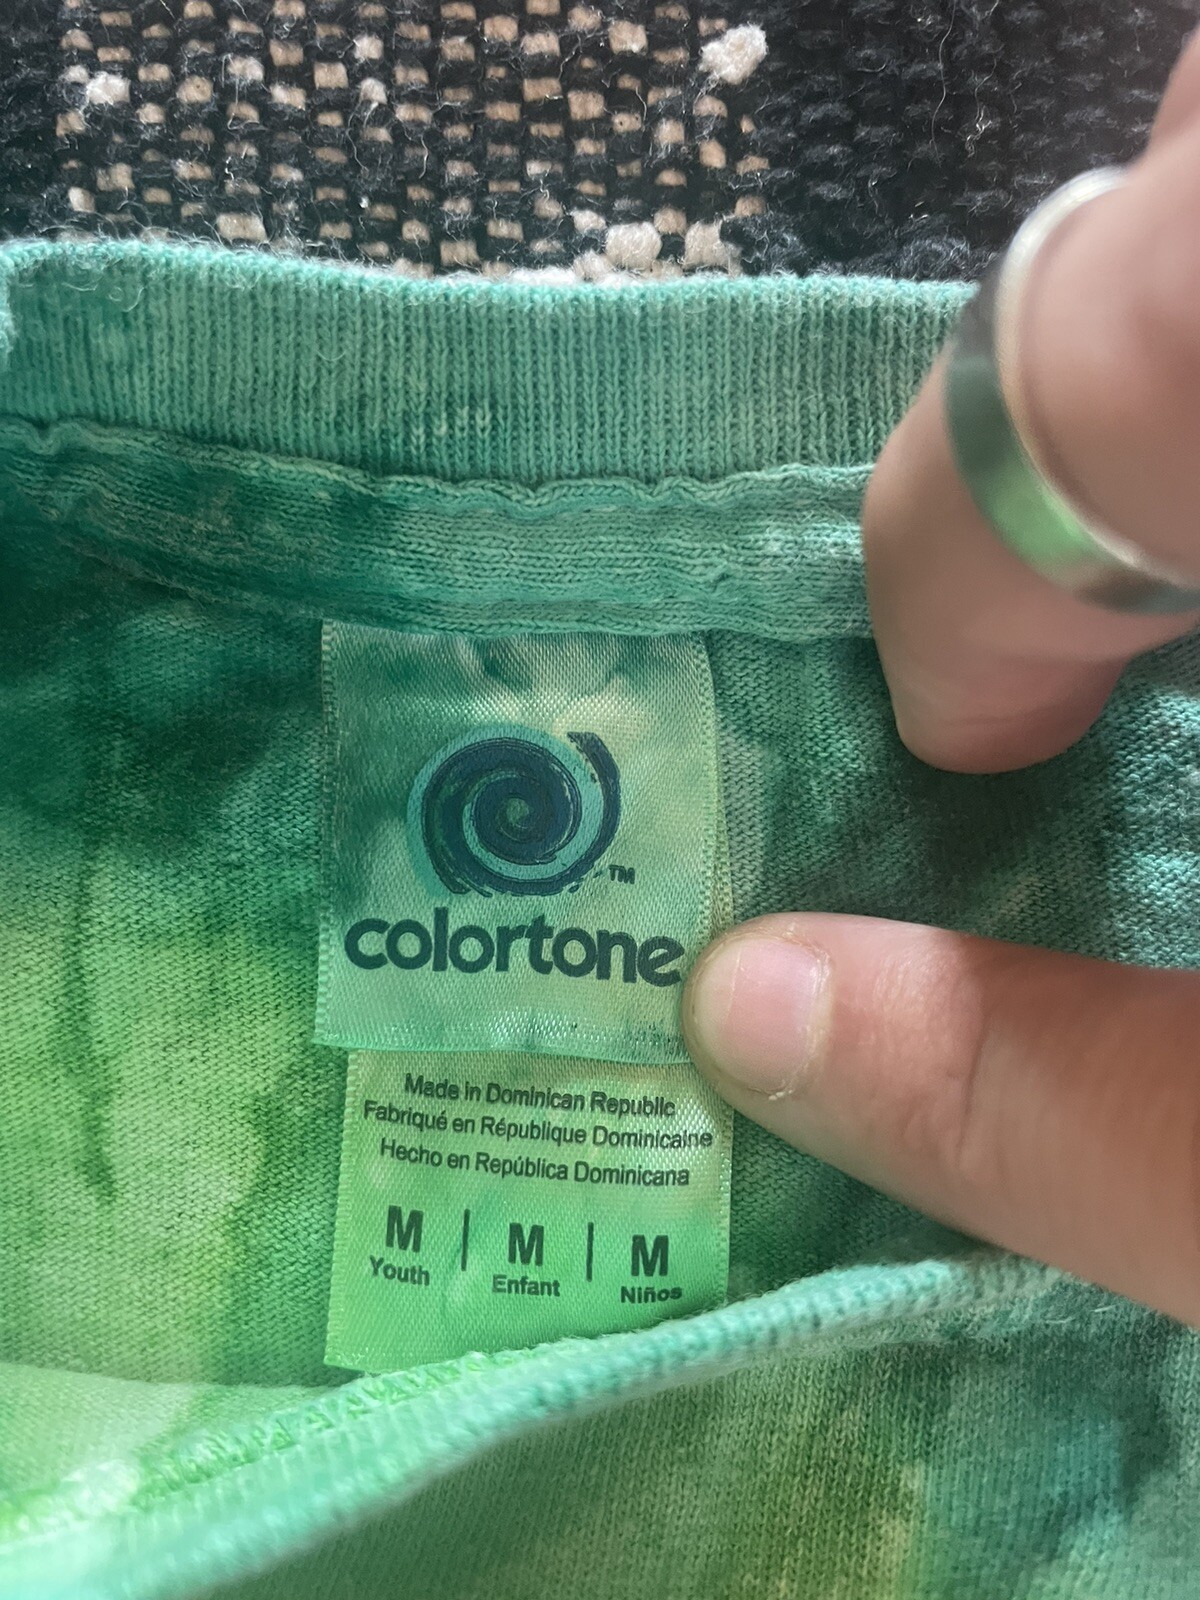 TM
colortone
Made in Dominican Republic
Fabriqué en République Dominicaine
Hecho en República Dominicana
M | M | M
Youth Enfant Niños